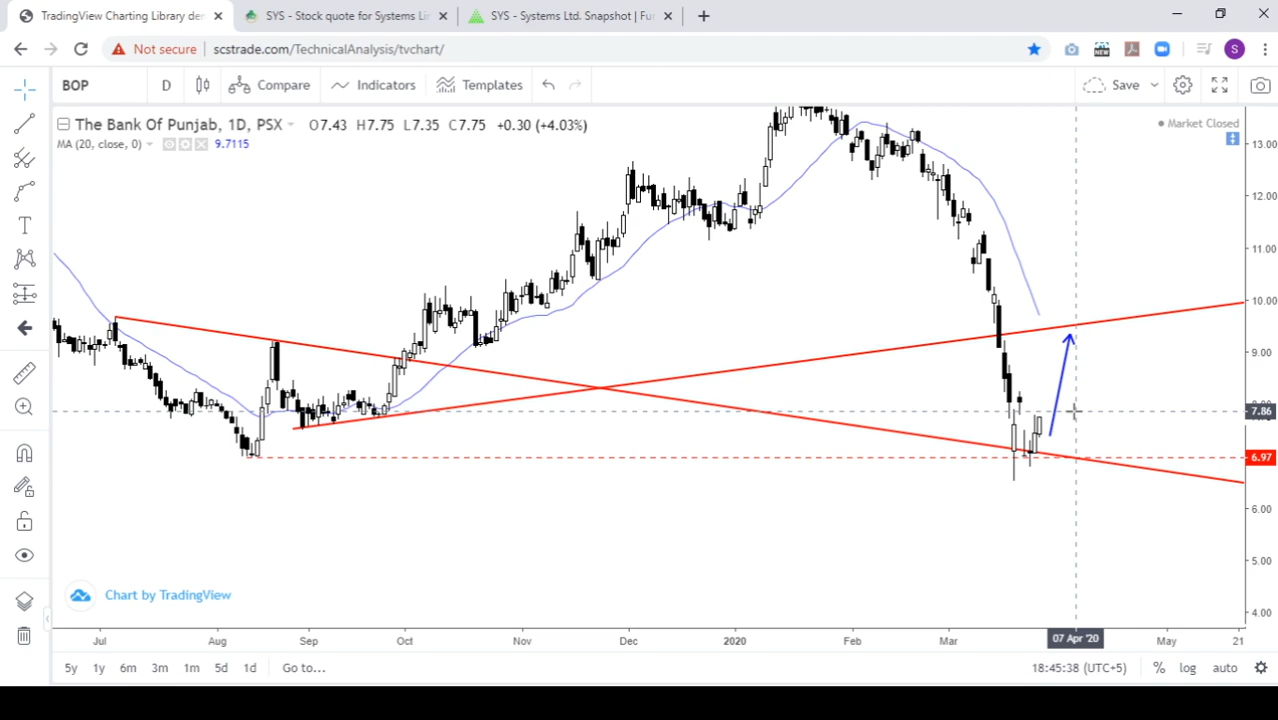 TradingView Charting Library der
SYS - Stock quote for Systems Lir
SYS - Systems Ltd. Snapshot | Fur
Not secure
scstrade.com/TechnicalAnalysis/tvchart/
NEW
S
BOP
D
Compare
Indicators
Templates
Save
The Bank Of Punjab, 1D, PSX
O7.43 H7.75 L7.35 C7.75 +0.30 (+4.03%)
Market Closed
MA (20, close, 0)
9.7115
13.00
12.00
11.00
10.00
9.00
7.86
6.97
6.00
5.00
4.00
Chart by TradingView
Jul
Aug
Sep
Oct
Nov
Dec
2020
Feb
Mar
07 Apr '20
May
21
5y
1y
6m
3m
1m
5d
1d
Go to...
18:45:38 (UTC+5)
%
log
auto